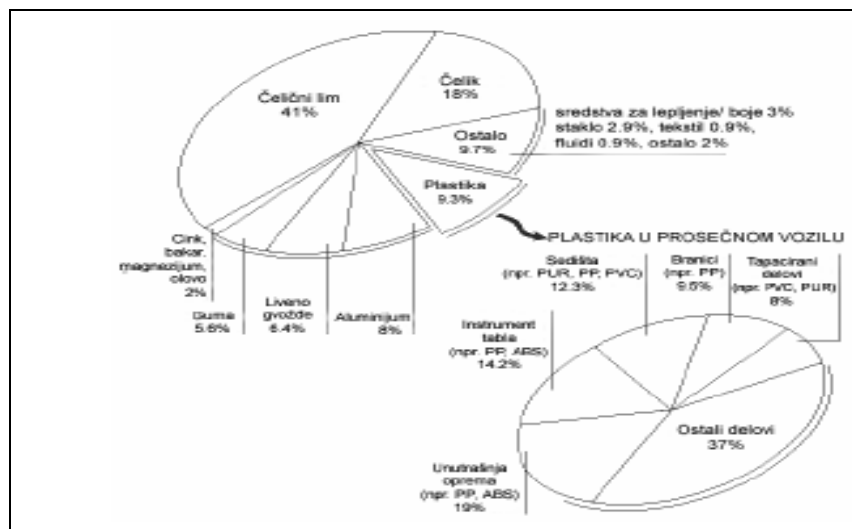 Čelični lim
41%
Čelik
18%
Ostalo
9.7%
sredstva za lepljenje/ boje 3%
staklo 2.9%, tekstil 0.9%,
fluidi 0.9%, ostalo 2%
Plastika
9.3%
Cink,
bakar.
magnezijum,
olovo
2%
Guma
5.6%
Liveno
gvožđe
6.4%
Aluminijum
8%
PLASTIKA U PROSEČNOM VOZILU
Sedišta
(npr. PUR, PP, PVC)
12.3%
Branici
(npr. PP)
9.5%
Tapacirani
delovi
(npr. PVC, PUR)
8%
Instrument
tabla
(npr. PP, ABS)
14.2%
Ostali delovi
37%
Unutrašnja
oprema
(npr. PP, ABS)
19%